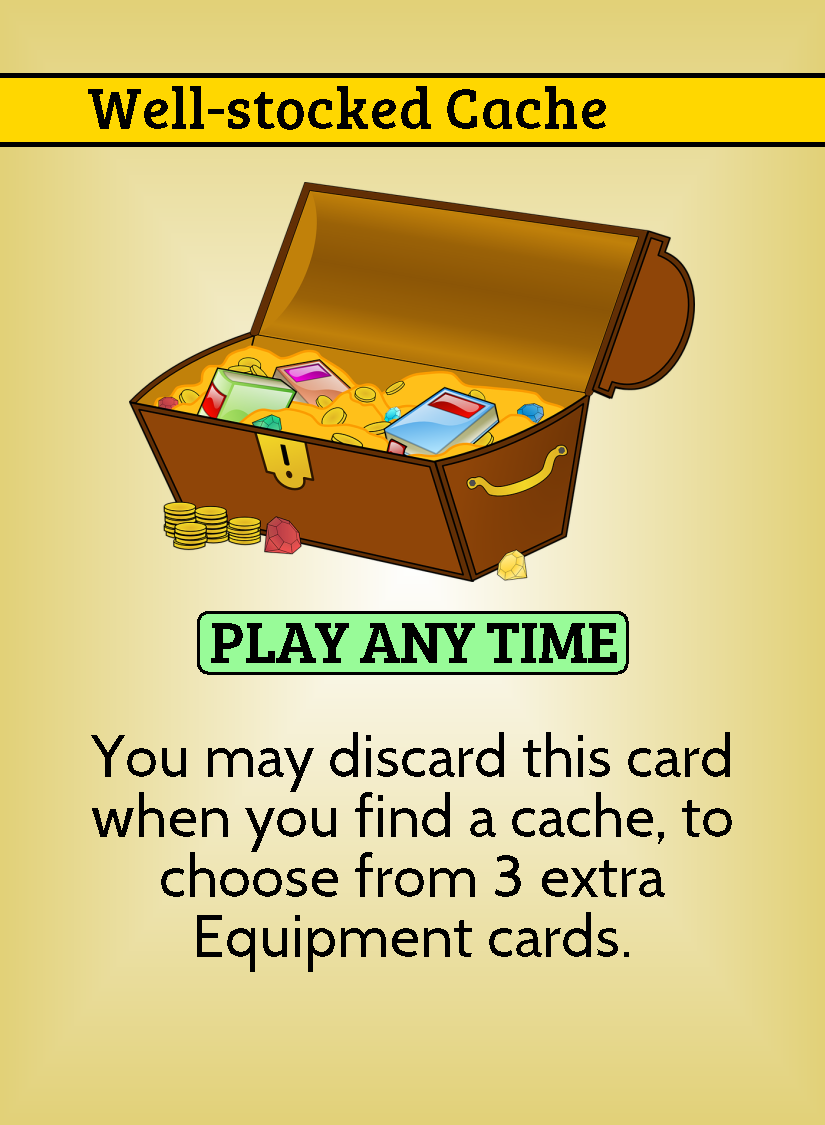 Well-stocked Cache
PLAY ANY TIME
You may discard this card
when you find a cache, to
choose from 3 extra
Equipment cards.